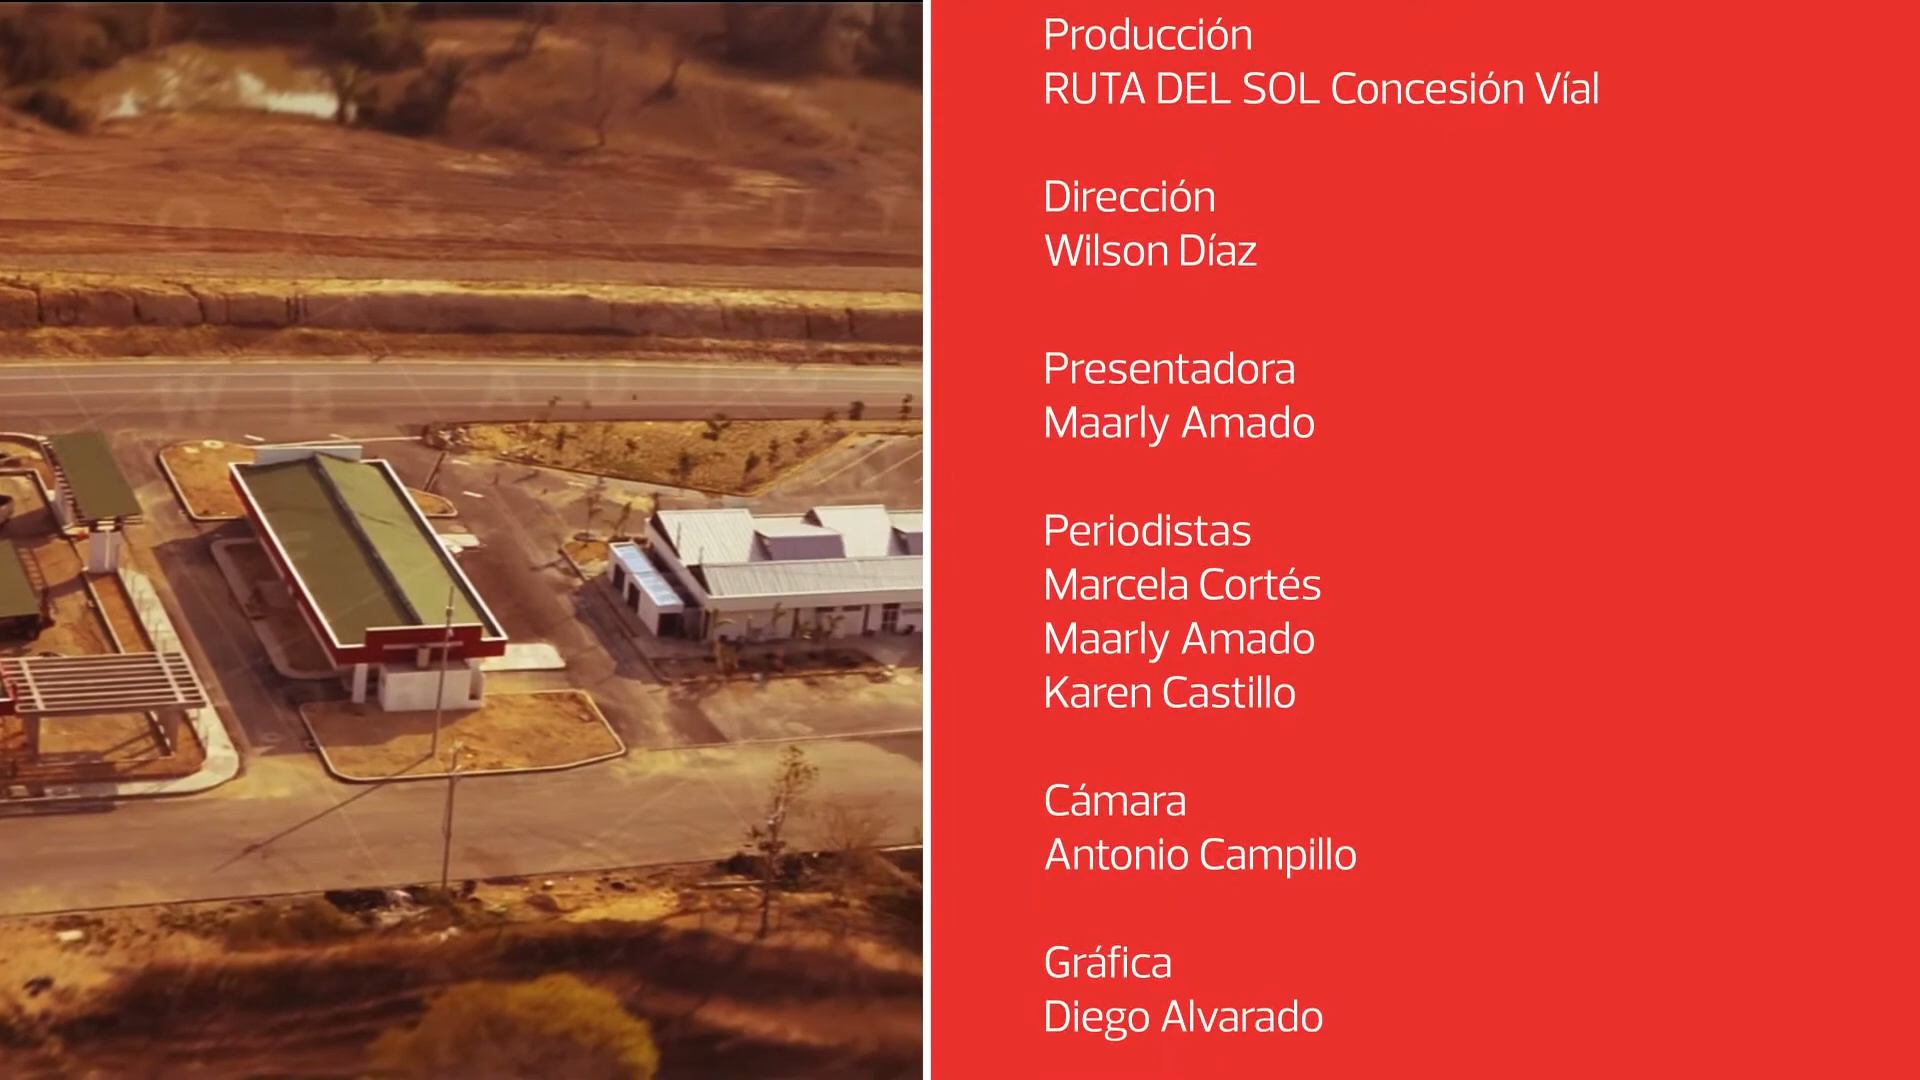 Producción
RUTA DEL SOL Concesión Víal
Dirección
Wilson Díaz
Presentadora
Maarly Amado
Periodistas
Marcela Cortés
Maarly Amado
Karen Castillo
Cámara
Antonio Campillo
Gráfica
Diego Alvarado